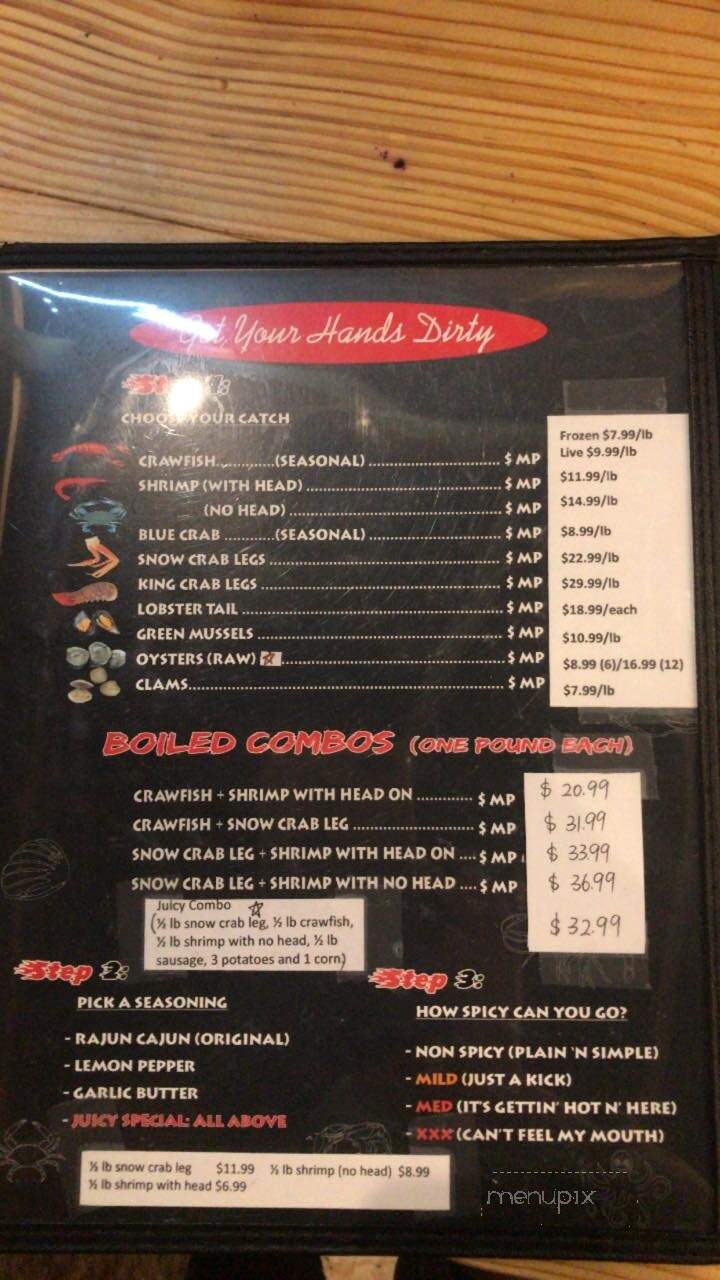 Get Your Hands Dirty
Step 1:
CHOOSE YOUR CATCH
Frozen $7.99/lb
CRAWFISH............(SEASONAL) .............................. $ MP Live $9.99/lb
SHRIMP (WITH HEAD) ............................................ $ MP $11.99/lb
(NO HEAD) ................................................ $ MP $14.99/lb
BLUE CRAB ...........(SEASONAL) .............................. $ MP $8.99/lb
SNOW CRAB LEGS .................................................. $ MP $22.99/lb
KING CRAB LEGS .................................................... $ MP $29.99/lb
LOBSTER TAIL ........................................................ $ MP $18.99/each
GREEN MUSSELS ..................................................... $ MP $10.99/lb
OYSTERS (RAW) ☆ ................................................ $ MP $8.99 (6)/16.99 (12)
CLAMS.................................................................... $ MP $7.99/lb
BOILED COMBOS (ONE POUND EACH)
CRAWFISH + SHRIMP WITH HEAD ON ............ $ MP $ 20.99
CRAWFISH + SNOW CRAB LEG ......................... $ MP $ 31.99
SNOW CRAB LEG + SHRIMP WITH HEAD ON .... $ MP $ 33.99
SNOW CRAB LEG + SHRIMP WITH NO HEAD .... $ MP $ 36.99
Juicy Combo ☆
(½ lb snow crab leg, ½ lb crawfish, $ 32.99
½ lb shrimp with no head, ½ lb
sausage, 3 potatoes and 1 corn)
Step 2:
PICK A SEASONING
- RAJUN CAJUN (ORIGINAL)
- LEMON PEPPER
- GARLIC BUTTER
- JUICY SPECIAL: ALL ABOVE
Step 3:
HOW SPICY CAN YOU GO?
- NON SPICY (PLAIN 'N SIMPLE)
- MILD (JUST A KICK)
- MED (IT'S GETTIN' HOT N' HERE)
- XXX (CAN'T FEEL MY MOUTH)
½ lb snow crab leg $11.99 ½ lb shrimp (no head) $8.99
½ lb shrimp with head $6.99
menupix